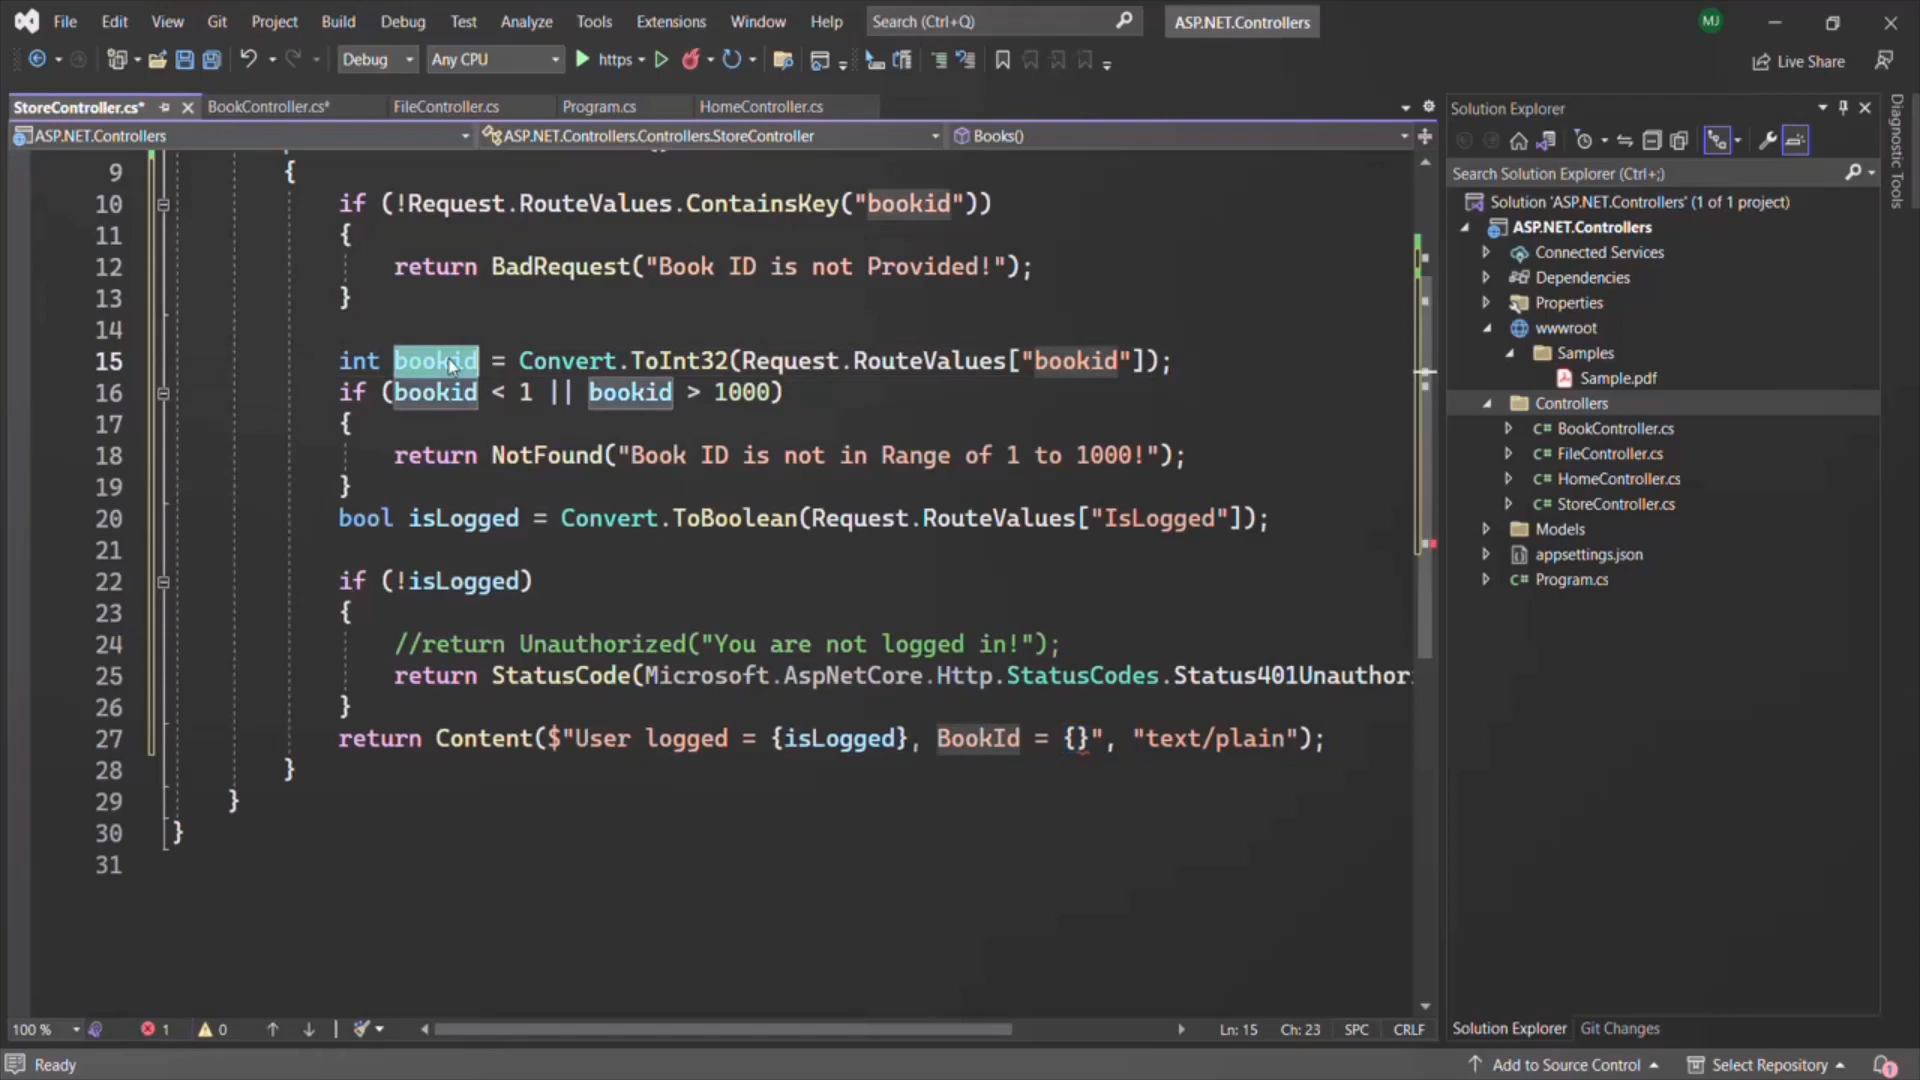 File Edit View Git Project Build Debug Test Analyze Tools Extensions Window Help Search (Ctrl+Q) ASP.NET.Controllers MJ
Debug Any CPU https Live Share
StoreController.cs* BookController.cs* FileController.cs Program.cs HomeController.cs
ASP.NET.Controllers ASP.NET.Controllers.Controllers.StoreController Books()
9 {
10 if (!Request.RouteValues.ContainsKey("bookid"))
11 {
12 return BadRequest("Book ID is not Provided!");
13 }
14
15 int bookid = Convert.ToInt32(Request.RouteValues["bookid"]);
16 if (bookid < 1 || bookid > 1000)
17 {
18 return NotFound("Book ID is not in Range of 1 to 1000!");
19 }
20 bool isLogged = Convert.ToBoolean(Request.RouteValues["IsLogged"]);
21
22 if (!isLogged)
23 {
24 //return Unauthorized("You are not logged in!");
25 return StatusCode(Microsoft.AspNetCore.Http.StatusCodes.Status401Unauthor
26 }
27 return Content($"User logged = {isLogged}, BookId = {}", "text/plain");
28 }
29 }
30 }
31
100 % 1 0 Ln: 15 Ch: 23 SPC CRLF
Ready
Solution Explorer
Search Solution Explorer (Ctrl+;)
Solution 'ASP.NET.Controllers' (1 of 1 project)
ASP.NET.Controllers
Connected Services
Dependencies
Properties
wwwroot
Samples
Sample.pdf
Controllers
C# BookController.cs
C# FileController.cs
C# HomeController.cs
C# StoreController.cs
Models
appsettings.json
C# Program.cs
Solution Explorer Git Changes
Add to Source Control Select Repository 1
Diagnostic Tools